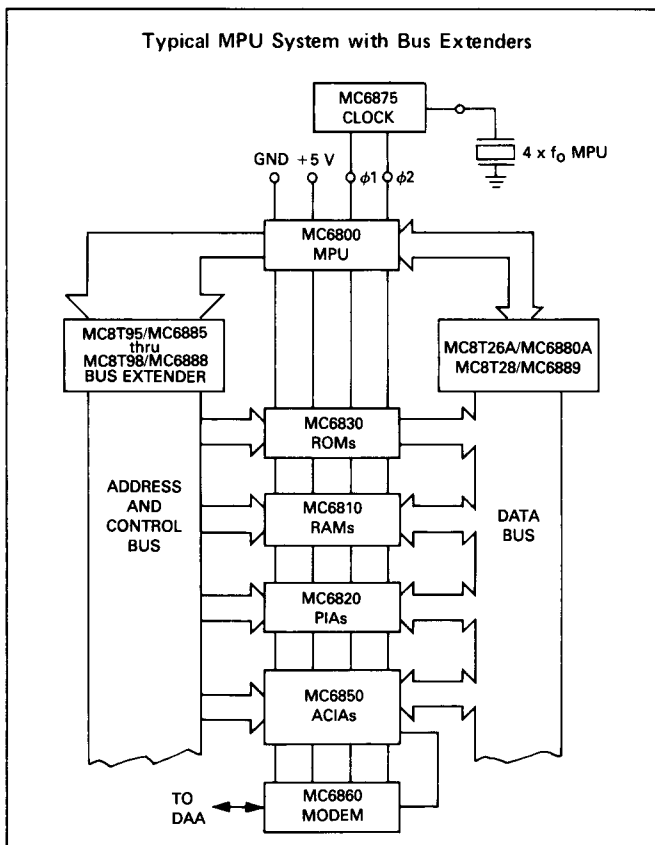 Typical MPU System with Bus Extenders
MC6875
CLOCK
4 x fo MPU
GND +5 V
φ1 φ2
MC6800
MPU
MC8T95/MC6885
thru
MC8T98/MC6888
BUS EXTENDER
MC8T26A/MC6880A
MC8T28/MC6889
MC6830
ROMs
ADDRESS
AND
CONTROL
BUS
MC6810
RAMs
DATA
BUS
MC6820
PIAs
MC6850
ACIAs
TO
DAA
MC6860
MODEM